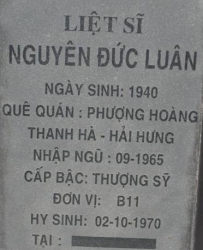 LIỆT SĨ
NGUYỄN ĐỨC LUÂN
NGÀY SINH: 1940
QUÊ QUÁN : PHƯỢNG HOÀNG
THANH HÀ - HẢI HƯNG
NHẬP NGŨ : 09-1965
CẤP BẬC: THƯỢNG SỸ
ĐƠN VỊ: B11
HY SINH: 02-10-1970
TẠI :